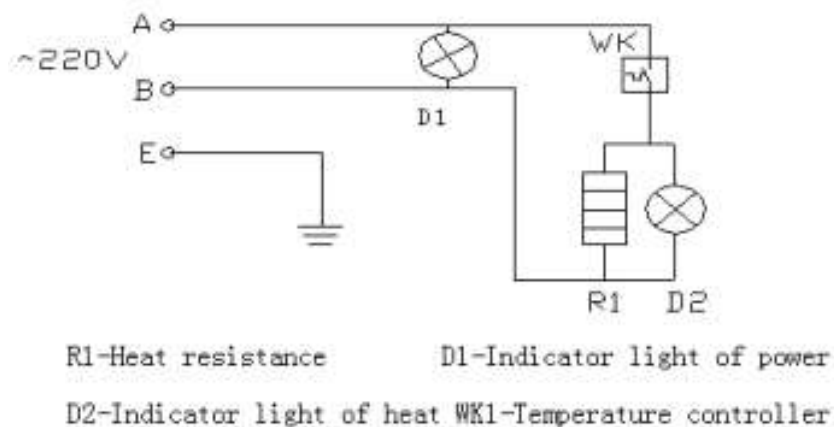 A
~220V
WK
B
D1
E
R1 D2
R1-Heat resistance D1-Indicator light of power
D2-Indicator light of heat WK1-Temperature controller